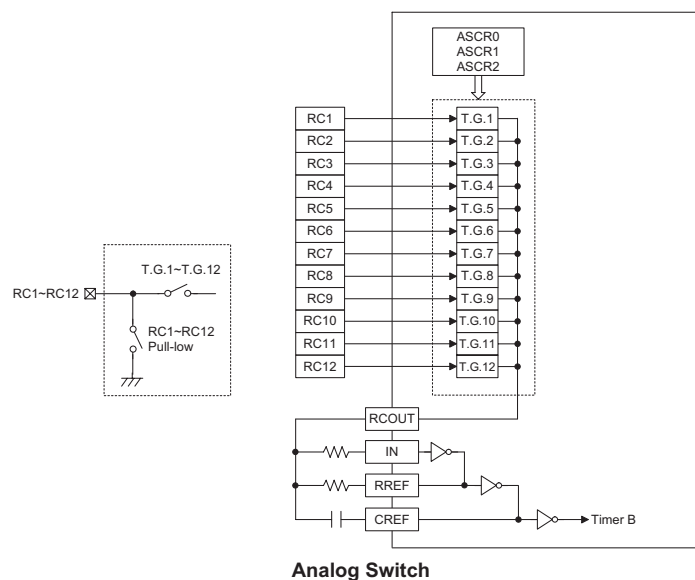 ASCR0
ASCR1
ASCR2
RC1
T.G.1
RC2
T.G.2
RC3
T.G.3
RC4
T.G.4
RC5
T.G.5
RC6
T.G.6
RC7
T.G.7
RC8
T.G.8
RC9
T.G.9
RC10
T.G.10
RC11
T.G.11
RC12
T.G.12
T.G.1~T.G.12
RC1~RC12
RC1~RC12
Pull-low
RCOUT
IN
RREF
CREF
Timer B
Analog Switch